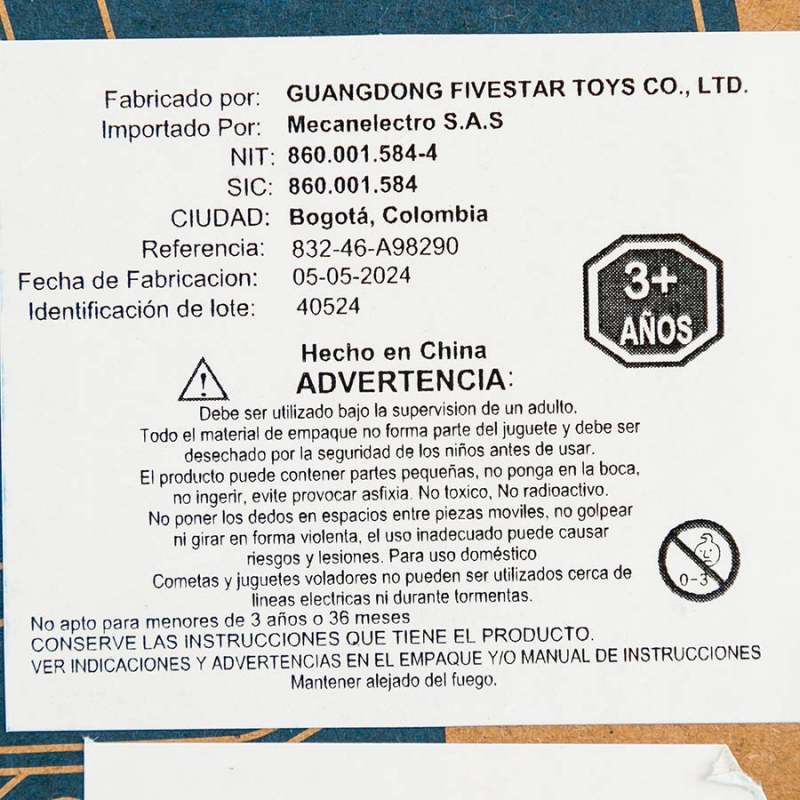 Fabricado por: GUANGDONG FIVESTAR TOYS CO., LTD.
Importado Por: Mecanelectro S.A.S
NIT: 860.001.584-4
SIC: 860.001.584
CIUDAD: Bogotá, Colombia
Referencia: 832-46-A98290
Fecha de Fabricacion: 05-05-2024
Identificación de lote: 40524
3+
AÑOS
Hecho en China
ADVERTENCIA:
Debe ser utilizado bajo la supervision de un adulto.
Todo el material de empaque no forma parte del juguete y debe ser
desechado por la seguridad de los niños antes de usar.
El producto puede contener partes pequeñas, no ponga en la boca,
no ingerir, evite provocar asfixia. No toxico, No radioactivo.
No poner los dedos en espacios entre piezas moviles, no golpear
ni girar en forma violenta, el uso inadecuado puede causar
riesgos y lesiones. Para uso doméstico
Cometas y juguetes voladores no pueden ser utilizados cerca de
lineas electricas ni durante tormentas.
0-3
No apto para menores de 3 años o 36 meses
CONSERVE LAS INSTRUCCIONES QUE TIENE EL PRODUCTO.
VER INDICACIONES Y ADVERTENCIAS EN EL EMPAQUE Y/O MANUAL DE INSTRUCCIONES
Mantener alejado del fuego.